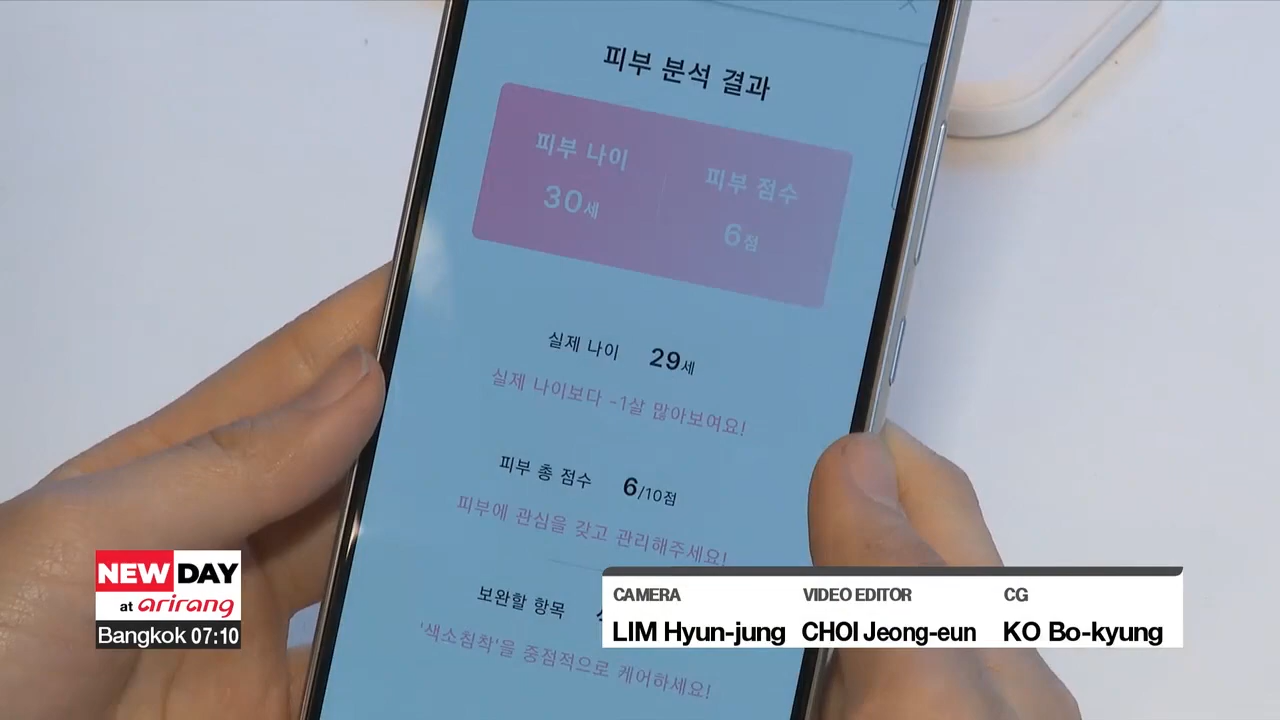 피부 분석 결과
피부 나이
30세
피부 점수
6점
실제 나이 29세
실제 나이보다 -1살 많아보여요!
피부 총 점수 6/10점
피부에 관심을 갖고 관리해주세요!
보완할 항목
'색소침착'을 중점적으로 케어하세요!
NEW DAY
at arirang
Bangkok 07:10
CAMERA
LIM Hyun-jung
VIDEO EDITOR
CHOI Jeong-eun
CG
KO Bo-kyung